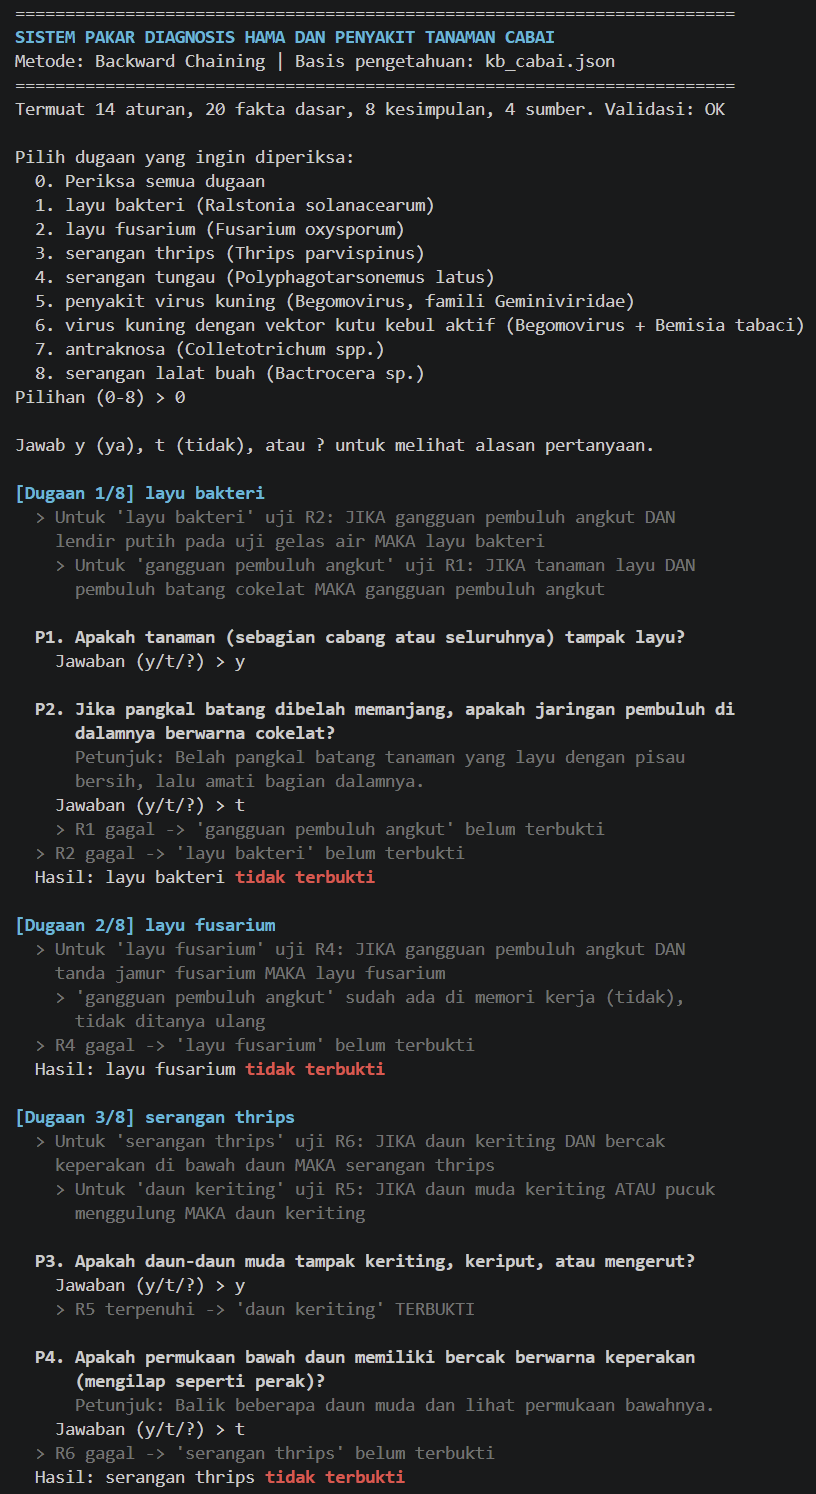 ========================================================================
SISTEM PAKAR DIAGNOSIS HAMA DAN PENYAKIT TANAMAN CABAI
Metode: Backward Chaining | Basis pengetahuan: kb_cabai.json
========================================================================
Termuat 14 aturan, 20 fakta dasar, 8 kesimpulan, 4 sumber. Validasi: OK

Pilih dugaan yang ingin diperiksa:
  0. Periksa semua dugaan
  1. layu bakteri (Ralstonia solanacearum)
  2. layu fusarium (Fusarium oxysporum)
  3. serangan thrips (Thrips parvispinus)
  4. serangan tungau (Polyphagotarsonemus latus)
  5. penyakit virus kuning (Begomovirus, famili Geminiviridae)
  6. virus kuning dengan vektor kutu kebul aktif (Begomovirus + Bemisia tabaci)
  7. antraknosa (Colletotrichum spp.)
  8. serangan lalat buah (Bactrocera sp.)
Pilihan (0-8) > 0

Jawab y (ya), t (tidak), atau ? untuk melihat alasan pertanyaan.

[Dugaan 1/8] layu bakteri
  > Untuk 'layu bakteri' uji R2: JIKA gangguan pembuluh angkut DAN
    lendir putih pada uji gelas air MAKA layu bakteri
    > Untuk 'gangguan pembuluh angkut' uji R1: JIKA tanaman layu DAN
      pembuluh batang cokelat MAKA gangguan pembuluh angkut

  P1. Apakah tanaman (sebagian cabang atau seluruhnya) tampak layu?
    Jawaban (y/t/?) > y

  P2. Jika pangkal batang dibelah memanjang, apakah jaringan pembuluh di
      dalamnya berwarna cokelat?
      Petunjuk: Belah pangkal batang tanaman yang layu dengan pisau
      bersih, lalu amati bagian dalamnya.
    Jawaban (y/t/?) > t
    > R1 gagal -> 'gangguan pembuluh angkut' belum terbukti
  > R2 gagal -> 'layu bakteri' belum terbukti
  Hasil: layu bakteri tidak terbukti

[Dugaan 2/8] layu fusarium
  > Untuk 'layu fusarium' uji R4: JIKA gangguan pembuluh angkut DAN
    tanda jamur fusarium MAKA layu fusarium
    > 'gangguan pembuluh angkut' sudah ada di memori kerja (tidak),
      tidak ditanya ulang
  > R4 gagal -> 'layu fusarium' belum terbukti
  Hasil: layu fusarium tidak terbukti

[Dugaan 3/8] serangan thrips
  > Untuk 'serangan thrips' uji R6: JIKA daun keriting DAN bercak
    keperakan di bawah daun MAKA serangan thrips
    > Untuk 'daun keriting' uji R5: JIKA daun muda keriting ATAU pucuk
      menggulung MAKA daun keriting

  P3. Apakah daun-daun muda tampak keriting, keriput, atau mengerut?
    Jawaban (y/t/?) > y
    > R5 terpenuhi -> 'daun keriting' TERBUKTI

  P4. Apakah permukaan bawah daun memiliki bercak berwarna keperakan
      (mengilap seperti perak)?
      Petunjuk: Balik beberapa daun muda dan lihat permukaan bawahnya.
    Jawaban (y/t/?) > t
  > R6 gagal -> 'serangan thrips' belum terbukti
  Hasil: serangan thrips tidak terbukti